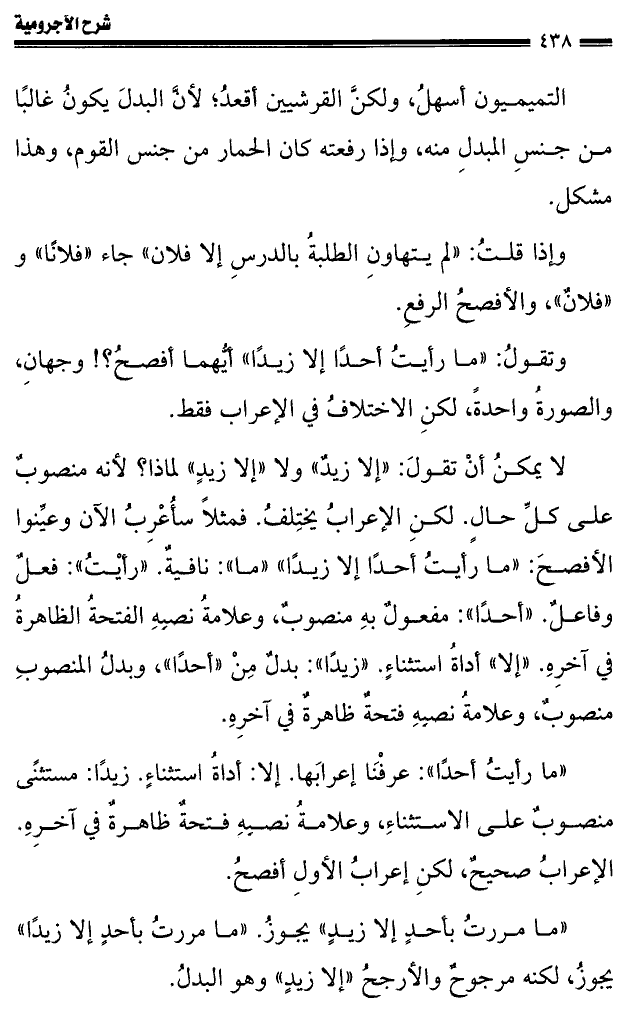 شرح الآجرومية
٤٣٨
التميميون أسهلُ، ولكنَّ القرشيين أقعدُ؛ لأنَّ البدلَ يكونُ غالبًا
من جنسِ المبدلِ منه، وإذا رفعته كان الحمار من جنس القوم، وهذا
مشكل.
وإذا قلتُ: «لم يتهاونِ الطلبةُ بالدرسِ إلا فلان» جاء «فلانًا» و
«فلانٌ»، والأفصحُ الرفع.
وتقولُ: «ما رأيتُ أحدًا إلا زيدًا» أيُّهما أفصحُ؟! وجهانِ،
والصورةُ واحدةً، لكنِ الاختلافُ في الإعراب فقط.
لا يمكنُ أنْ تقولَ: «إلا زيدٌ» ولا «إلا زيدٍ» لماذا؟ لأنه منصوبٌ
على كلِّ حالٍ. لكنِ الإعرابُ يختلِفُ. فمثلاً سأُعْرِبُ الآن وعيِّنوا
الأفصحَ: «ما رأيتُ أحدًا إلا زيدًا» «ما»: نافيةٌ. «رأيْتُ»: فعلٌ
وفاعلٌ. «أحدًا»: مفعولٌ بهِ منصوبٌ، وعلامةُ نصبِهِ الفتحةُ الظاهرةُ
في آخرِهِ. «إلا» أداةُ استثناءٍ. «زيدًا»: بدلٌ مِنْ «أحدًا»، وبدلُ المنصوبِ
منصوبٌ، وعلامةُ نصبِهِ فتحةٌ ظاهرةٌ في آخرِهِ.
«ما رأيتُ أحدًا»: عرفْنَا إعرابَها. إلا: أداةُ استثناءٍ. زيدًا: مستثنًى
منصوبٌ على الاستثناءِ، وعلامةُ نصبِهِ فتحةٌ ظاهرةٌ في آخرِهِ.
الإعرابُ صحيحٌ، لكنِ إعرابُ الأولِ أفصحُ.
«ما مررتُ بأحدٍ إلا زيدٍ» يجوزُ. «ما مررتُ بأحدٍ إلا زيدًا»
يجوزُ، لكنه مرجوحٌ والأرجحُ «إلا زيدٍ» وهو البدلُ.